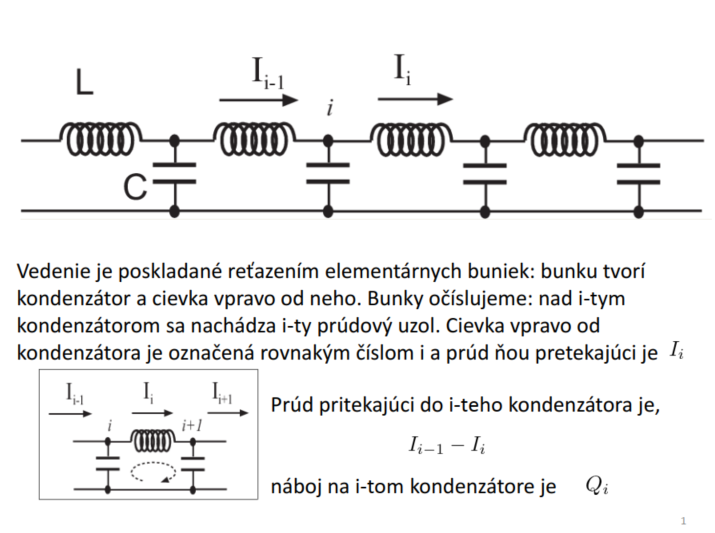 L
I_{i-1}
i
I_i
C
Vedenie je poskladané reťazením elementárnych buniek: bunku tvorí
kondenzátor a cievka vpravo od neho. Bunky očíslujeme: nad i-tym
kondenzátorom sa nachádza i-ty prúdový uzol. Cievka vpravo od
kondenzátora je označená rovnakým číslom i a prúd ňou pretekajúci je I_i
I_{i-1} I_i I_{i+1}
i i+1
Prúd pritekajúci do i-teho kondenzátora je,
I_{i-1} − I_i
náboj na i-tom kondenzátore je Q_i
1